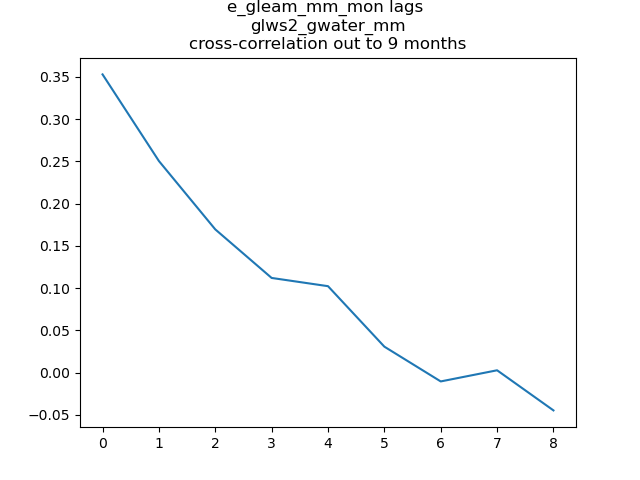 e_gleam_mm_mon lags
glws2_gwater_mm
cross-correlation out to 9 months
0.35
0.30
0.25
0.20
0.15
0.10
0.05
0.00
−0.05
0 1 2 3 4 5 6 7 8